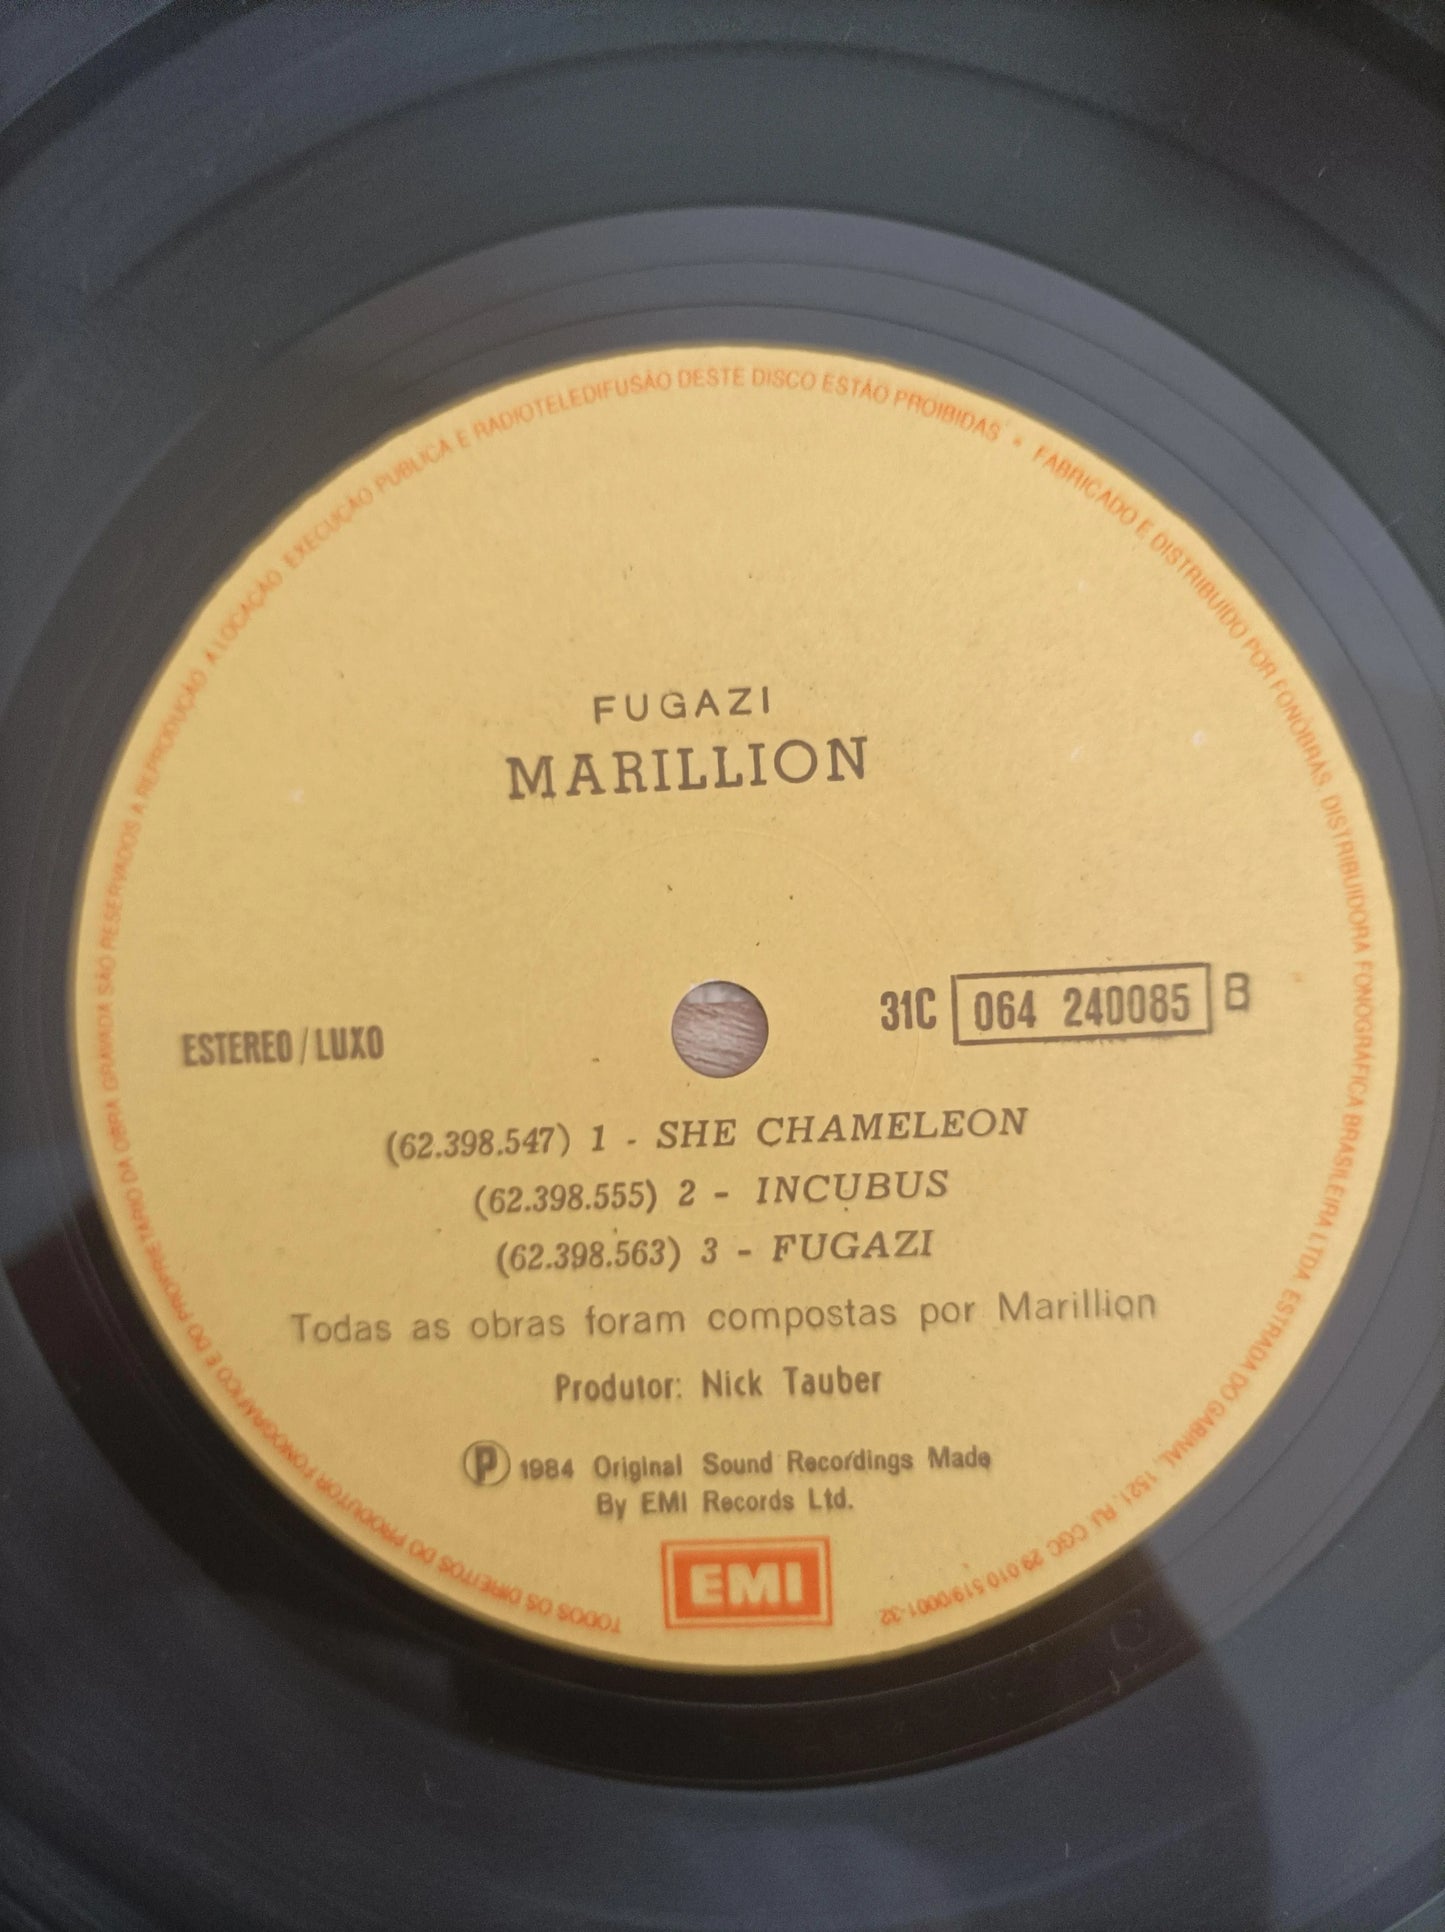 TODOS OS DIREITOS DO PRODUTOR FONOGRÁFICO E DO PROPRIETÁRIO DA OBRA GRAVADA SÃO RESERVADOS A REPRODUÇÃO A LOCAÇÃO EXECUÇÃO PUBLICA E RADIOTELEDIFUSÃO DESTE DISCO ESTÃO PROIBIDAS • FABRICADO E DISTRIBUIDO POR FONOBRÁS DISTRIBUIDORA FONOGRÁFICA BRASILEIRA LTDA ESTRADA DO GABINAL, 1521, RJ. CGC 29.010.519/0001-32
FUGAZI
MARILLION
ESTEREO/LUXO
31C 064 240085 B
(62.398.547) 1 - SHE CHAMELEON
(62.398.555) 2 - INCUBUS
(62.398.563) 3 - FUGAZI
Todas as obras foram compostas por Marillion
Produtor: Nick Tauber
Ⓟ 1984 Original Sound Recordings Made
By EMI Records Ltd.
EMI